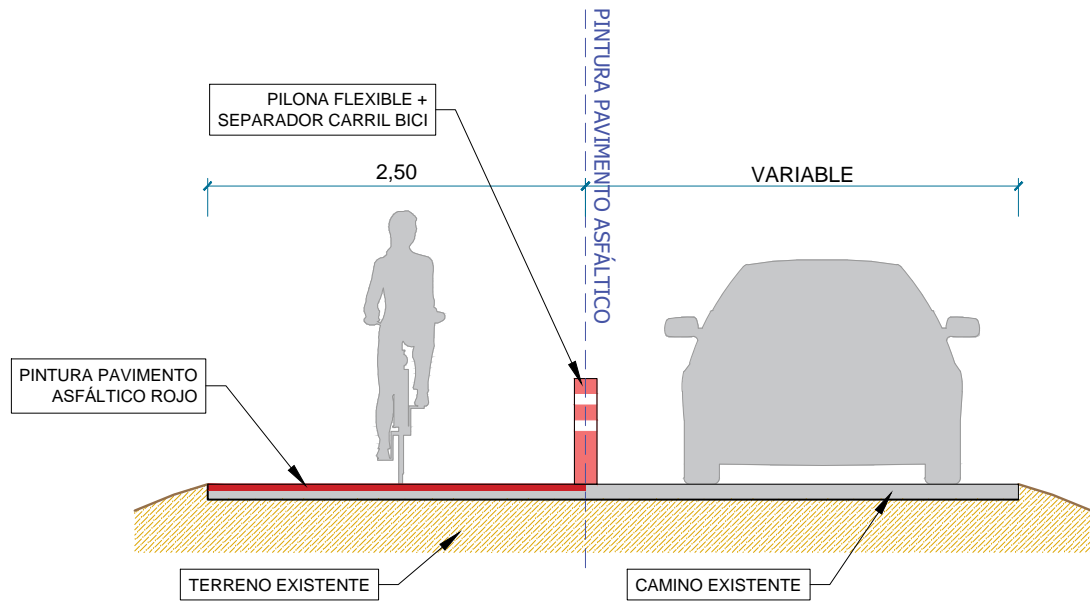 PINTURA PAVIMENTO ASFÁLTICO
PILONA FLEXIBLE +
SEPARADOR CARRIL BICI
2,50
VARIABLE
PINTURA PAVIMENTO
ASFÁLTICO ROJO
TERRENO EXISTENTE
CAMINO EXISTENTE